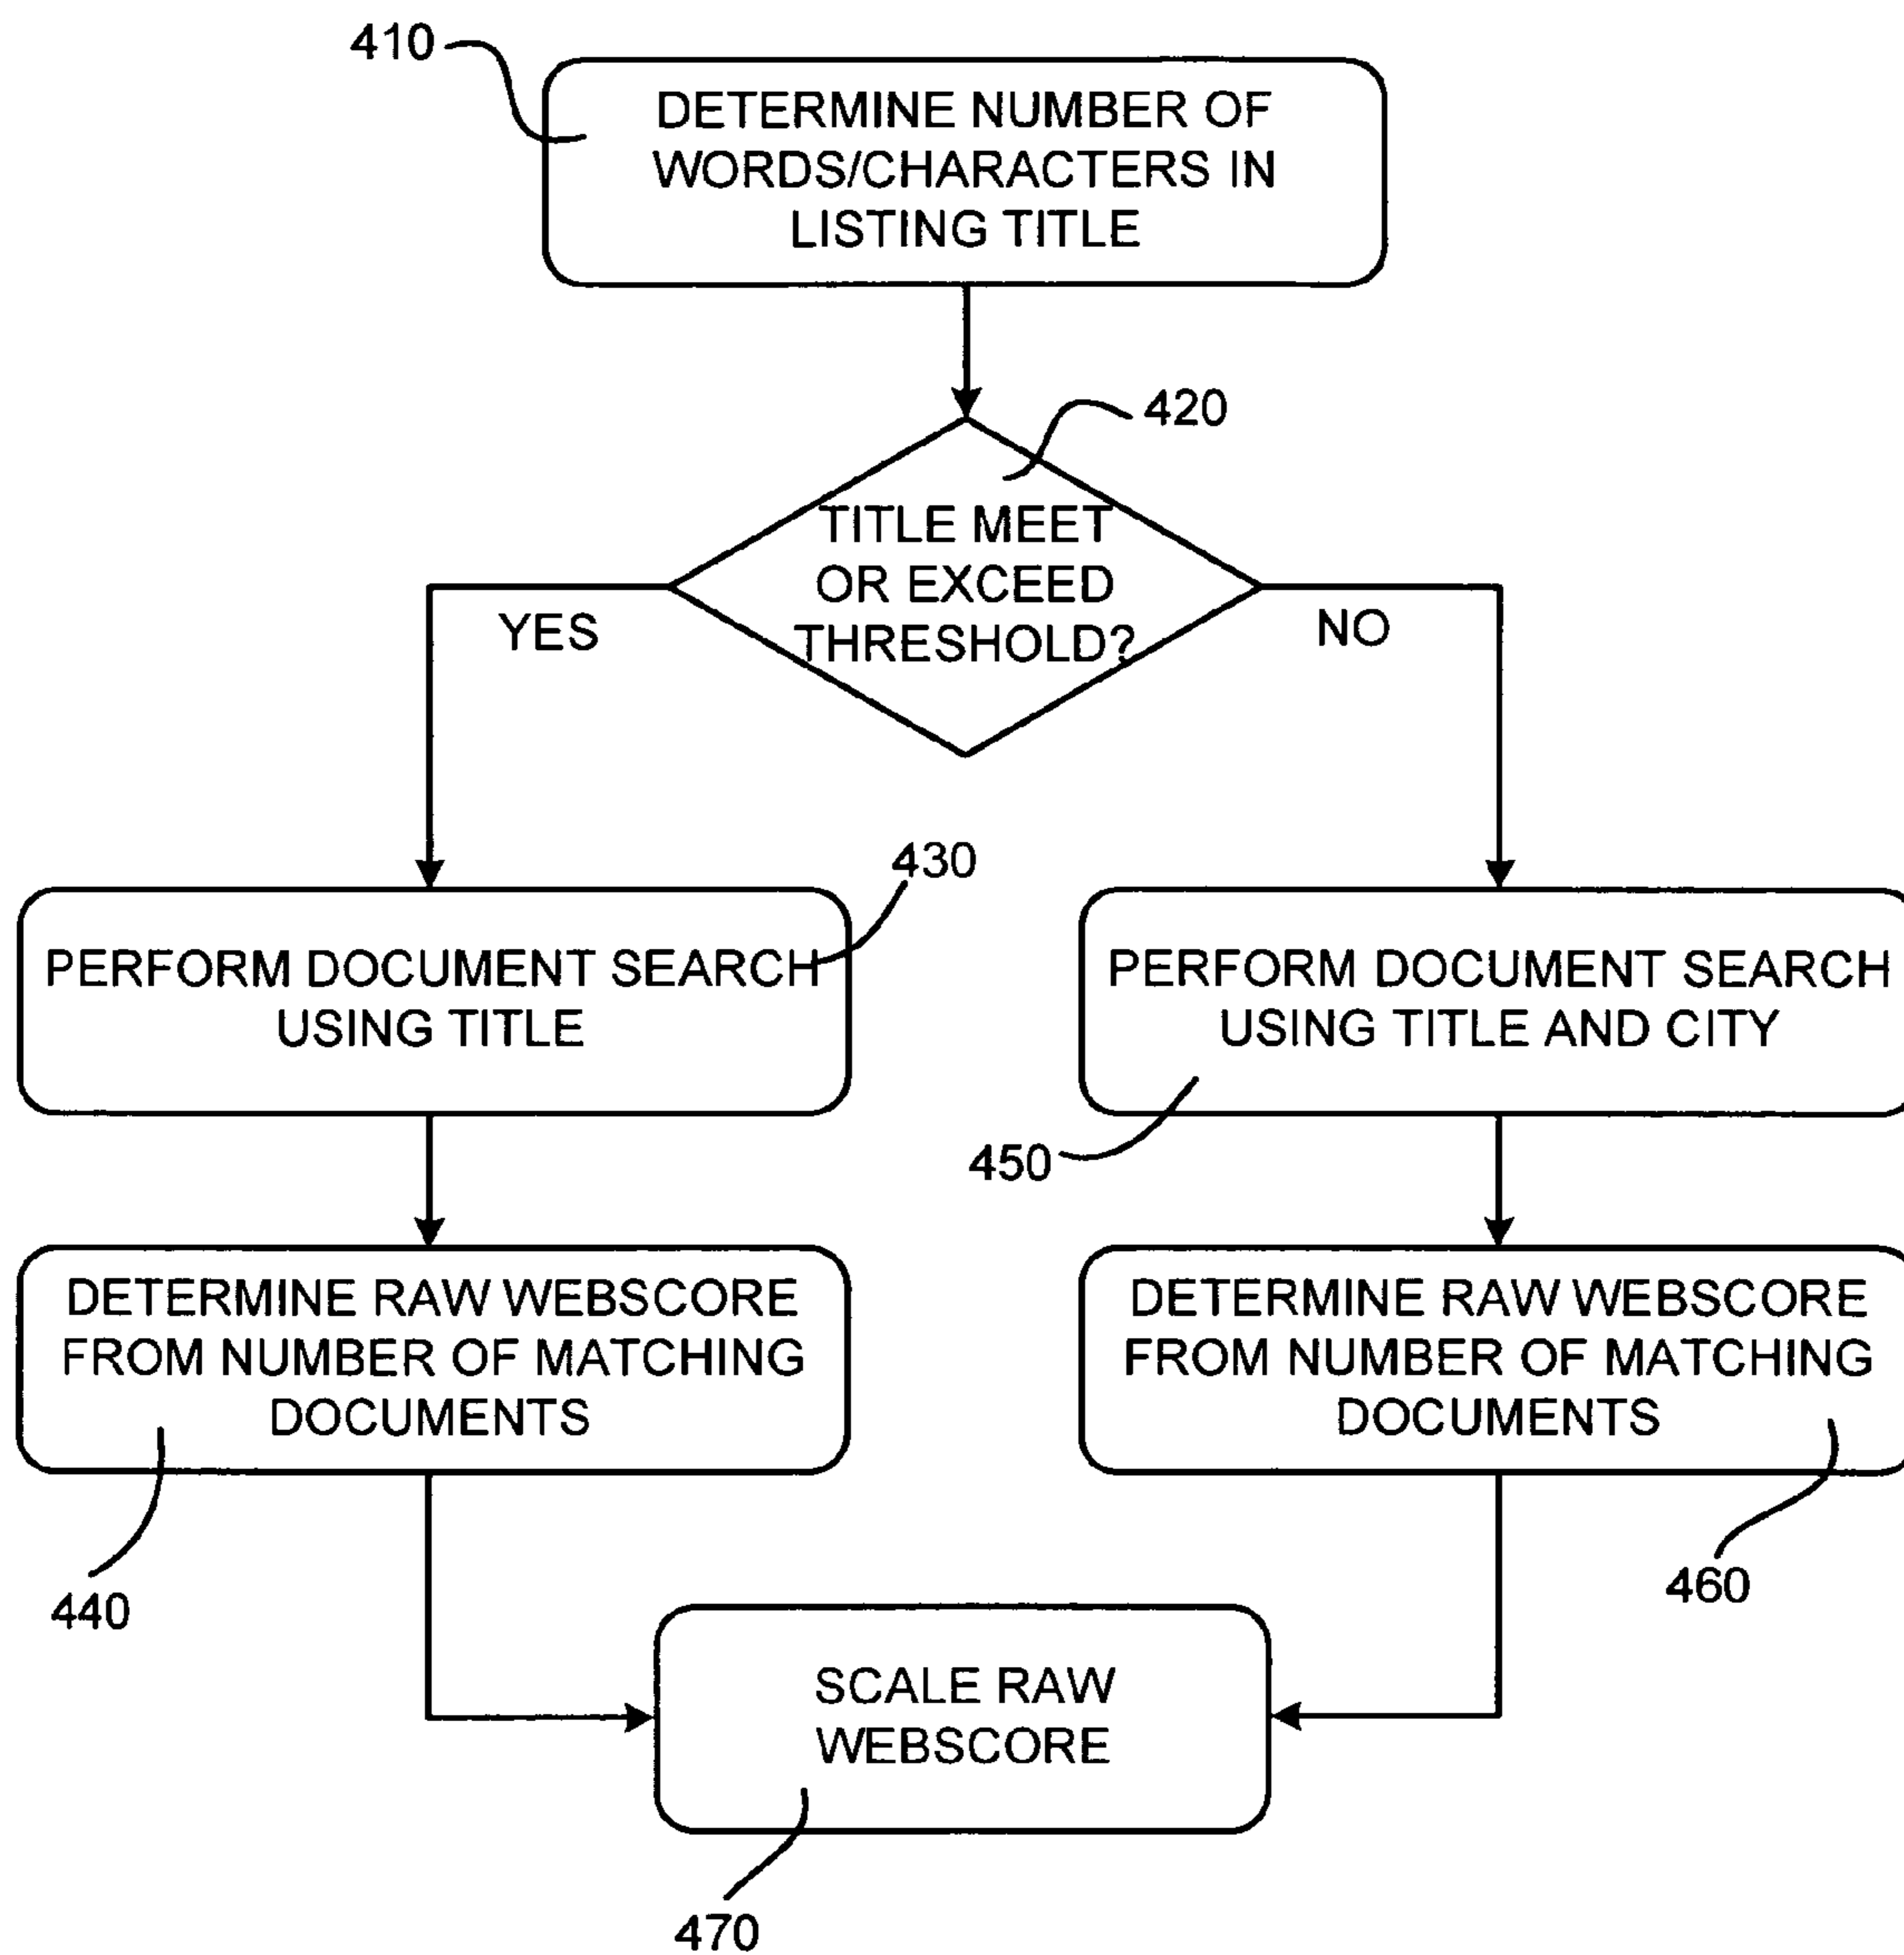 410
DETERMINE NUMBER OF
WORDS/CHARACTERS IN
LISTING TITLE
420
TITLE MEET
OR EXCEED
THRESHOLD?
YES
NO
430
PERFORM DOCUMENT SEARCH
USING TITLE
PERFORM DOCUMENT SEARCH
USING TITLE AND CITY
450
DETERMINE RAW WEBSCORE
FROM NUMBER OF MATCHING
DOCUMENTS
DETERMINE RAW WEBSCORE
FROM NUMBER OF MATCHING
DOCUMENTS
440
460
SCALE RAW
WEBSCORE
470